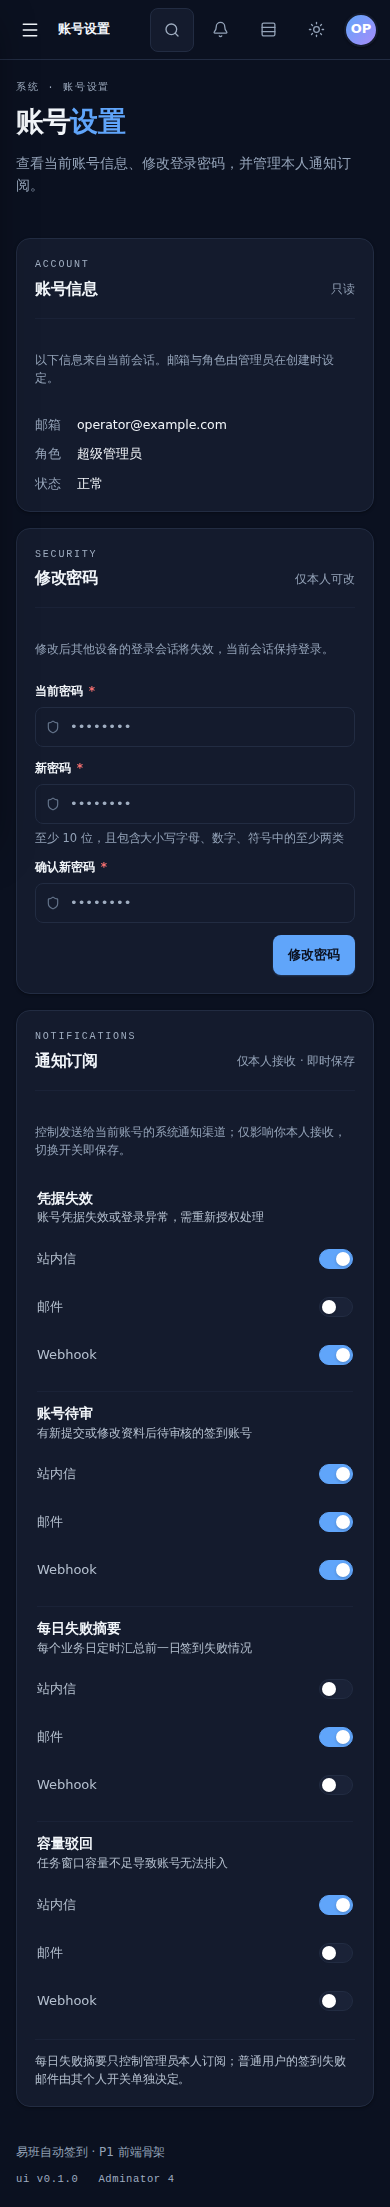 账号设置
OP
系统 · 账号设置
账号设置
查看当前账号信息、修改登录密码，并管理本人通知订
阅。
ACCOUNT
账号信息
只读
以下信息来自当前会话。邮箱与角色由管理员在创建时设
定。
邮箱 operator@example.com
角色 超级管理员
状态 正常
SECURITY
修改密码
仅本人可改
修改后其他设备的登录会话将失效，当前会话保持登录。
当前密码 *
••••••••
新密码 *
••••••••
至少 10 位，且包含大小写字母、数字、符号中的至少两类
确认新密码 *
••••••••
修改密码
NOTIFICATIONS
通知订阅
仅本人接收 · 即时保存
控制发送给当前账号的系统通知渠道；仅影响你本人接收，
切换开关即保存。
凭据失效
账号凭据失效或登录异常，需重新授权处理
站内信
邮件
Webhook
账号待审
有新提交或修改资料后待审核的签到账号
站内信
邮件
Webhook
每日失败摘要
每个业务日定时汇总前一日签到失败情况
站内信
邮件
Webhook
容量驳回
任务窗口容量不足导致账号无法排入
站内信
邮件
Webhook
每日失败摘要只控制管理员本人订阅；普通用户的签到失败
邮件由其个人开关单独决定。
易班自动签到 · P1 前端骨架
ui v0.1.0 Adminator 4